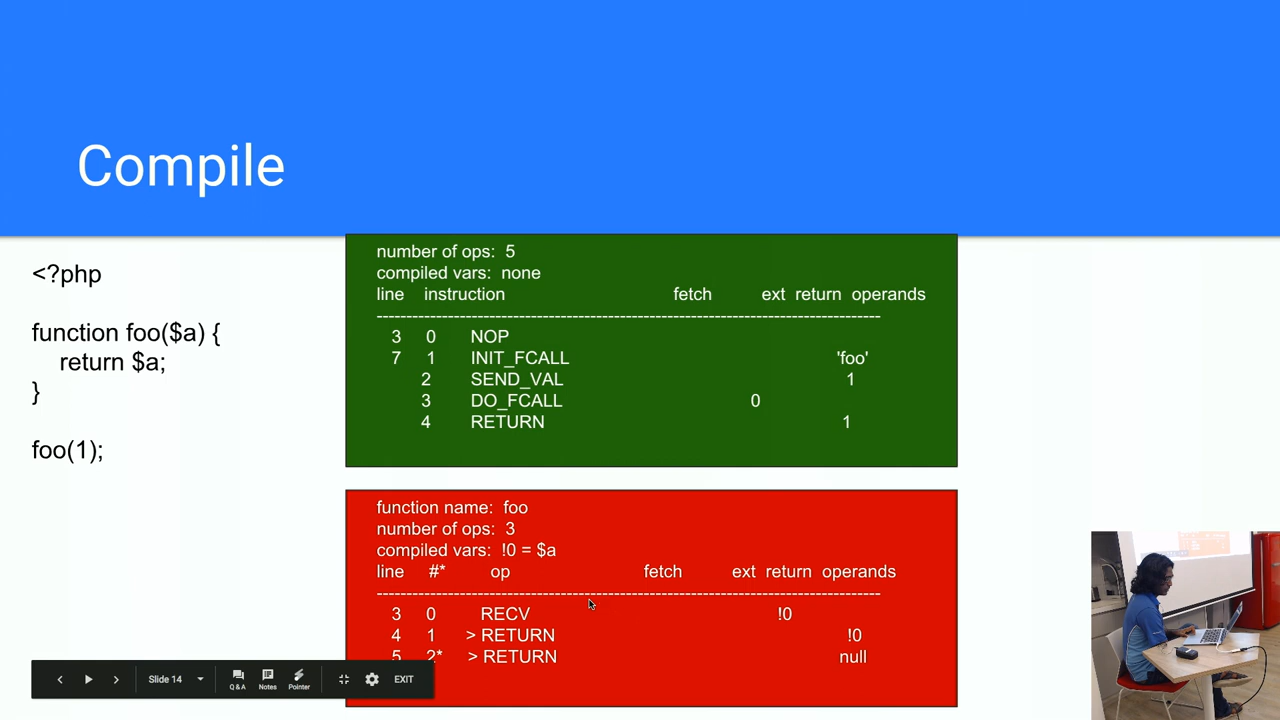 Compile
<?php
function foo($a) {
return $a;
}
foo(1);
number of ops: 5
compiled vars: none
line instruction fetch ext return operands
------------------------------------------------------------------------------------
3 0 NOP
7 1 INIT_FCALL 'foo'
2 SEND_VAL 1
3 DO_FCALL 0
4 RETURN 1
function name: foo
number of ops: 3
compiled vars: !0 = $a
line #* op fetch ext return operands
------------------------------------------------------------------------------------
3 0 RECV !0
4 1 > RETURN !0
5 2* > RETURN null
Slide 14
Q & A
Notes
Pointer
EXIT